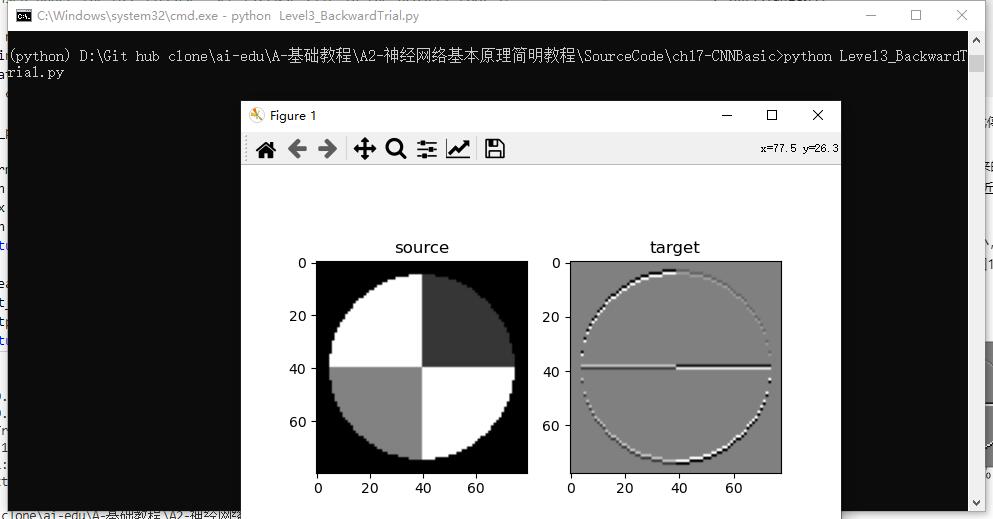 C:\Windows\system32\cmd.exe - python Level3_BackwardTrial.py
(python) D:\Git hub clone\ai-edu\A-基础教程\A2-神经网络基本原理简明教程\SourceCode\ch17-CNNBasic>python Level3_BackwardT
rial.py
Figure 1
x=77.5 y=26.3
source
target
0
20
40
60
0
20
40
60
0 20 40 60
0 20 40 60
clone\ai-edu\A-基础教程\A2-神经网络